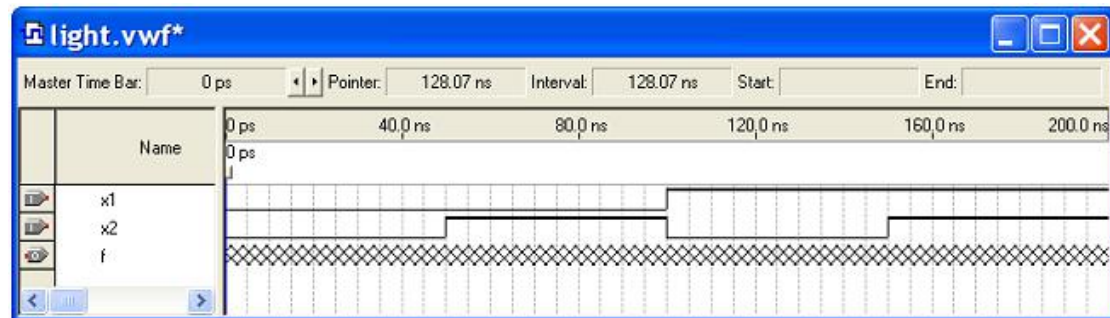 light.vwf*
Master Time Bar: 0 ps Pointer: 128.07 ns Interval: 128.07 ns Start: End:
Name
0 ps 40.0 ns 80.0 ns 120.0 ns 160.0 ns 200.0 ns
0 ps
x1
x2
f